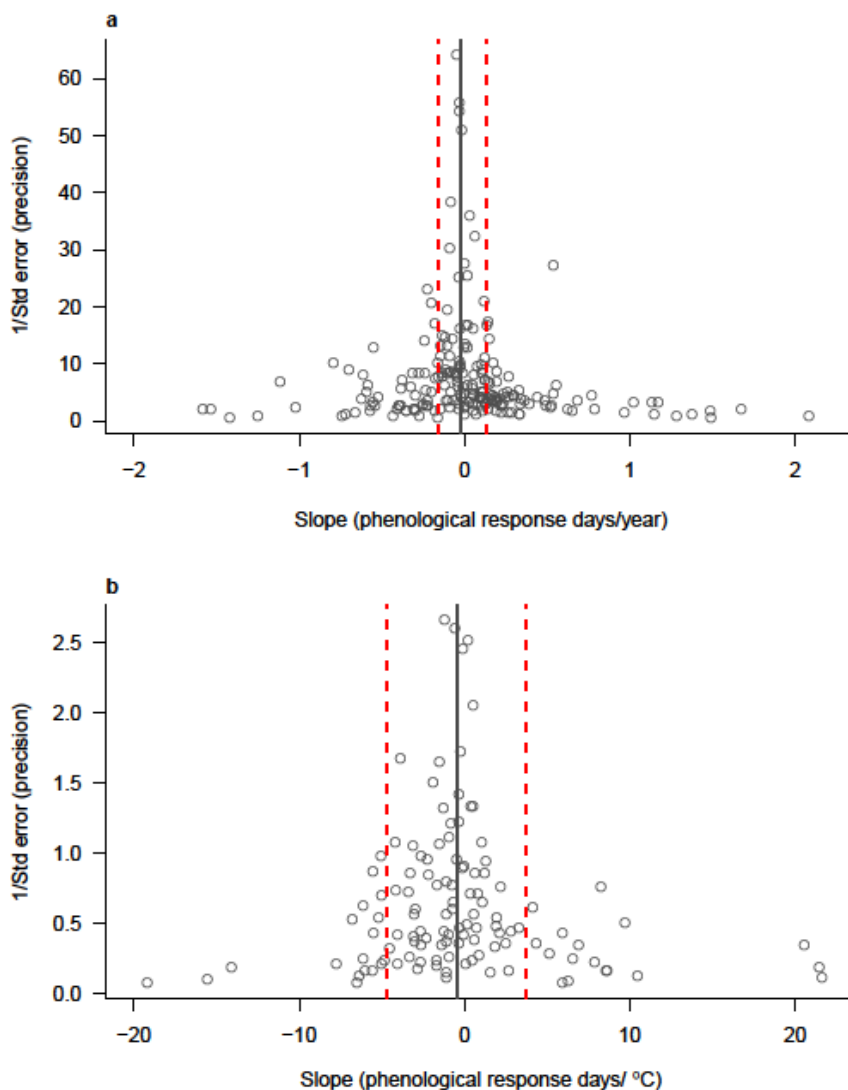 a
60
50
40
30
20
10
0
1/Std error (precision)
−2 −1 0 1 2
Slope (phenological response days/year)
b
2.5
2.0
1.5
1.0
0.5
0.0
1/Std error (precision)
−20 −10 0 10 20
Slope (phenological response days/ ºC)